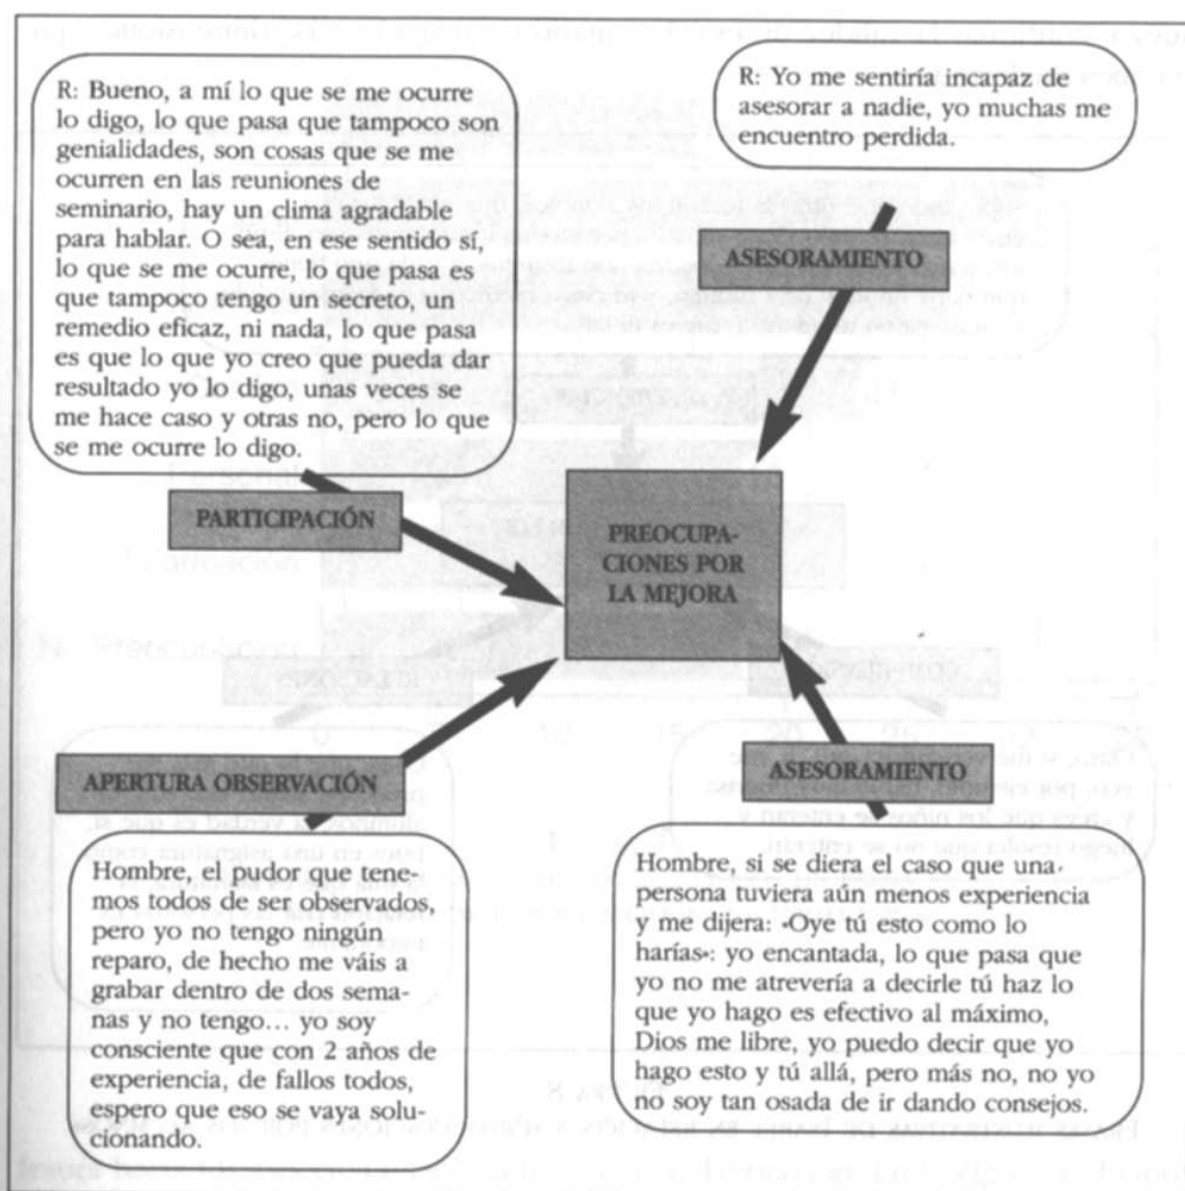 R: Bueno, a mí lo que se me ocurre
lo digo, lo que pasa que tampoco son
genialidades, son cosas que se me
ocurren en las reuniones de
seminario, hay un clima agradable
para hablar. O sea, en ese sentido sí,
lo que se me ocurre, lo que pasa es
que tampoco tengo un secreto, un
remedio eficaz, ni nada, lo que pasa
es que lo que yo creo que pueda dar
resultado yo lo digo, unas veces se
me hace caso y otras no, pero lo que
se me ocurre lo digo.
R: Yo me sentiría incapaz de
asesorar a nadie, yo muchas me
encuentro perdida.
ASESORAMIENTO
PARTICIPACIÓN
PREOCUPA-
CIONES POR
LA MEJORA
APERTURA OBSERVACIÓN
ASESORAMIENTO
Hombre, el pudor que tene-
mos todos de ser observados,
pero yo no tengo ningún
reparo, de hecho me váis a
grabar dentro de dos sema-
nas y no tengo... yo soy
consciente que con 2 años de
experiencia, de fallos todos,
espero que eso se vaya solu-
cionando.
Hombre, si se diera el caso que una
persona tuviera aún menos experiencia
y me dijera: «Oye tú esto como lo
harías»: yo encantada, lo que pasa que
yo no me atrevería a decirle tú haz lo
que yo hago es efectivo al máximo,
Dios me libre, yo puedo decir que yo
hago esto y tú allá, pero más no, no yo
no soy tan osada de ir dando consejos.